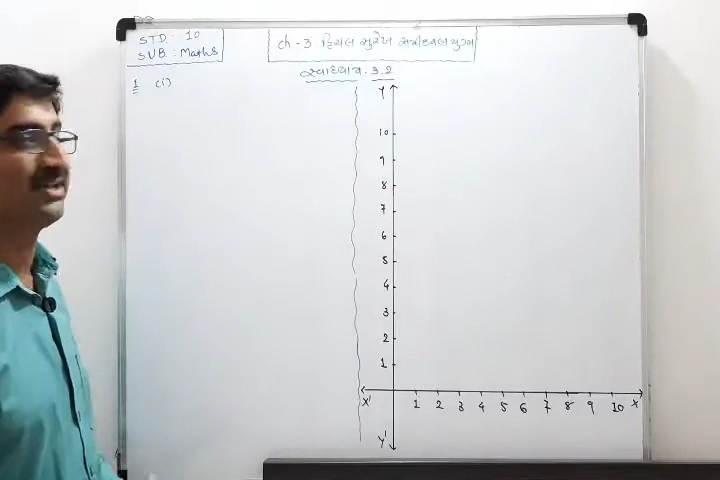 STD : 10
SUB : Maths
ch - 3 દ્વિચલ સુરેખ સમીકરણ યુગ્મ
સ્વાધ્યાય. 3.2
1 (i)
Y
10
9
8
7
6
5
4
3
2
1
X' 1 2 3 4 5 6 7 8 9 10 X
Y'